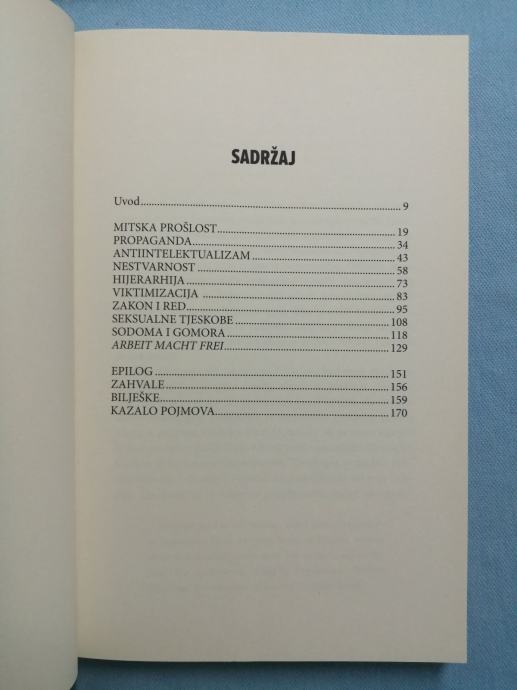 SADRŽAJ
Uvod........................................................................................ 9
MITSKA PROŠLOST............................................................ 19
PROPAGANDA.................................................................... 34
ANTIINTELEKTUALIZAM................................................. 43
NESTVARNOST .................................................................. 58
HIJERARHIJA...................................................................... 73
VIKTIMIZACIJA ................................................................ 83
ZAKON I RED...................................................................... 95
SEKSUALNE TJESKOBE .................................................... 108
SODOMA I GOMORA ........................................................ 118
ARBEIT MACHT FREI........................................................ 129
EPILOG ................................................................................ 151
ZAHVALE............................................................................. 156
BILJEŠKE.............................................................................. 159
KAZALO POJMOVA............................................................ 170